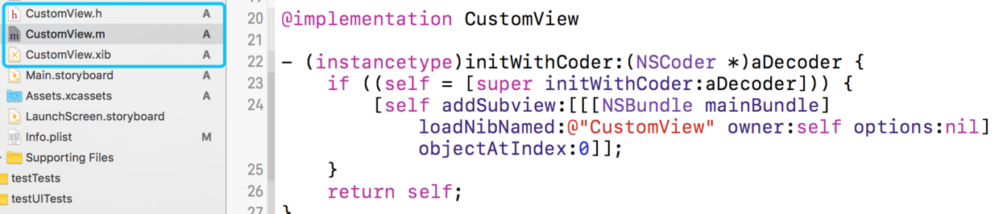 h CustomView.h A
m CustomView.m A
CustomView.xib A
Main.storyboard A
Assets.xcassets A
LaunchScreen.storyboard
Info.plist M
Supporting Files
testTests
testUITests
20 @implementation CustomView
21
22 - (instancetype)initWithCoder:(NSCoder *)aDecoder {
23 if ((self = [super initWithCoder:aDecoder])) {
24 [self addSubview:[[[NSBundle mainBundle]
loadNibNamed:@"CustomView" owner:self options:nil]
objectAtIndex:0]];
25 }
26 return self;
27 }